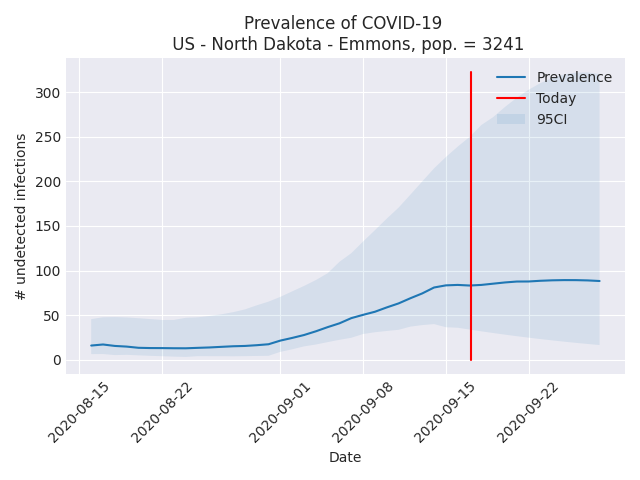 Prevalence of COVID-19
US - North Dakota - Emmons, pop. = 3241
Prevalence
Today
95CI
# undetected infections
300
250
200
150
100
50
0
2020-08-15
2020-08-22
2020-09-01
2020-09-08
2020-09-15
2020-09-22
Date